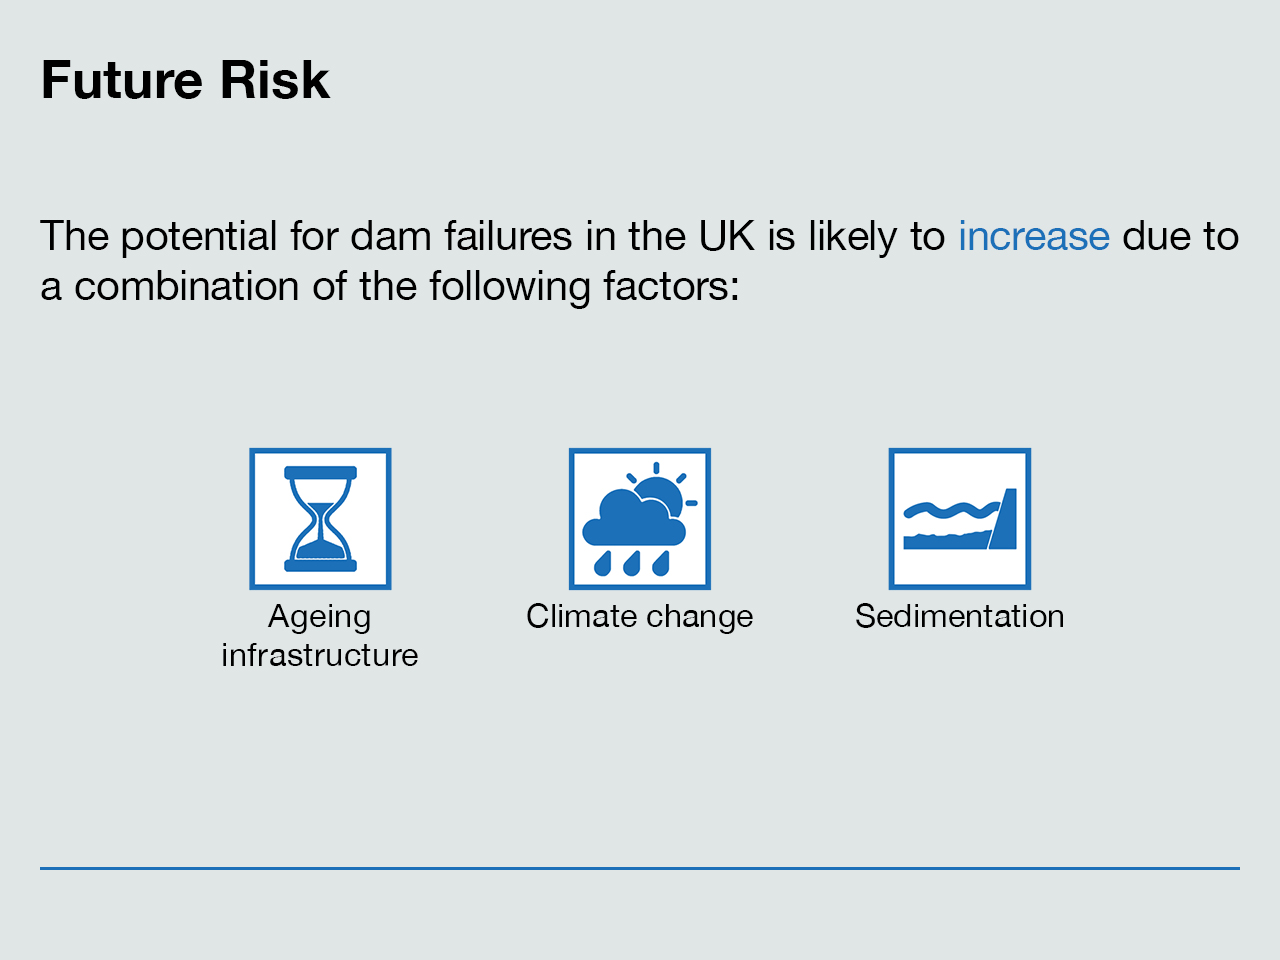 Future Risk
The potential for dam failures in the UK is likely to increase due to
a combination of the following factors:
Ageing
infrastructure
Climate change
Sedimentation